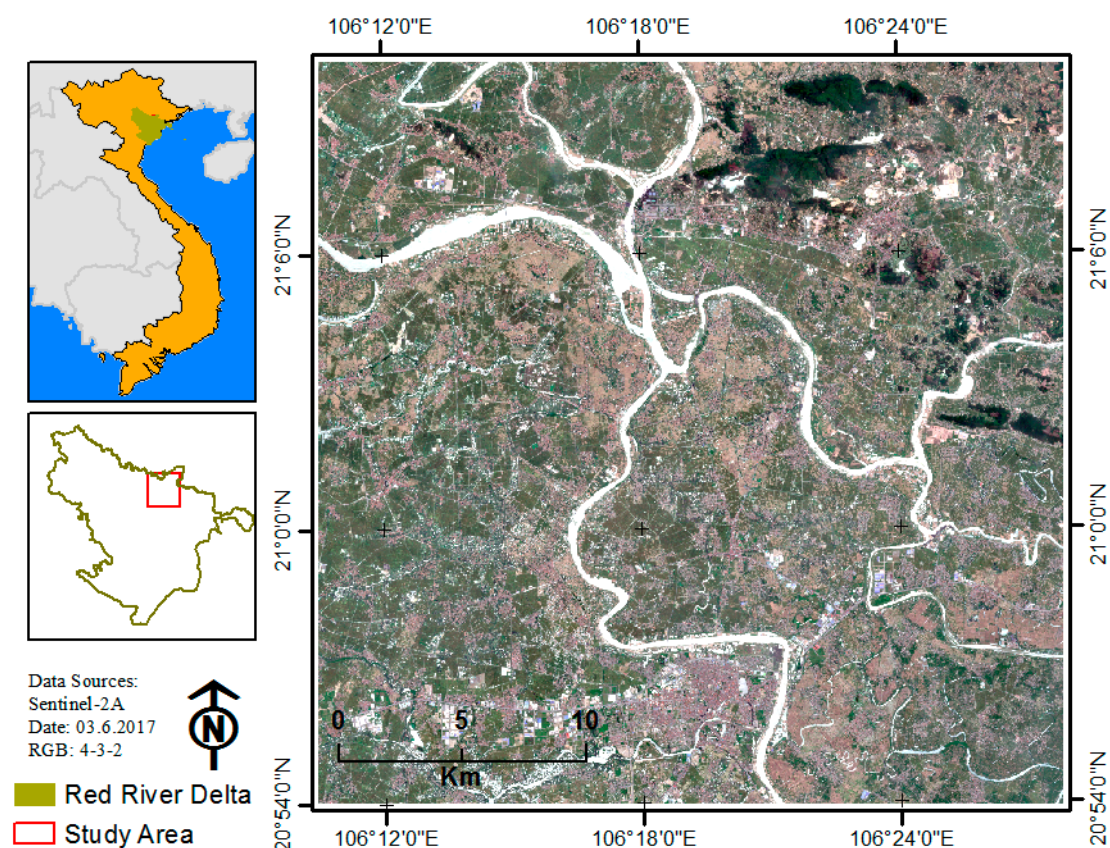 106°12'0"E 106°18'0"E 106°24'0"E
21°6'0"N
21°6'0"N
21°0'0"N
21°0'0"N
20°54'0"N
20°54'0"N
Data Sources:
Sentinel-2A
Date: 03.6.2017
RGB: 4-3-2
N
Red River Delta
Study Area
0 5 10
Km
106°12'0"E 106°18'0"E 106°24'0"E